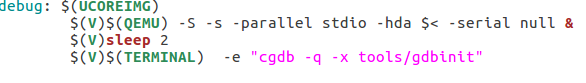 debug: $(UCOREIMG)
$(V)$(QEMU) -S -s -parallel stdio -hda $< -serial null &
$(V)sleep 2
$(V)$(TERMINAL)  -e "cgdb -q -x tools/gdbinit"